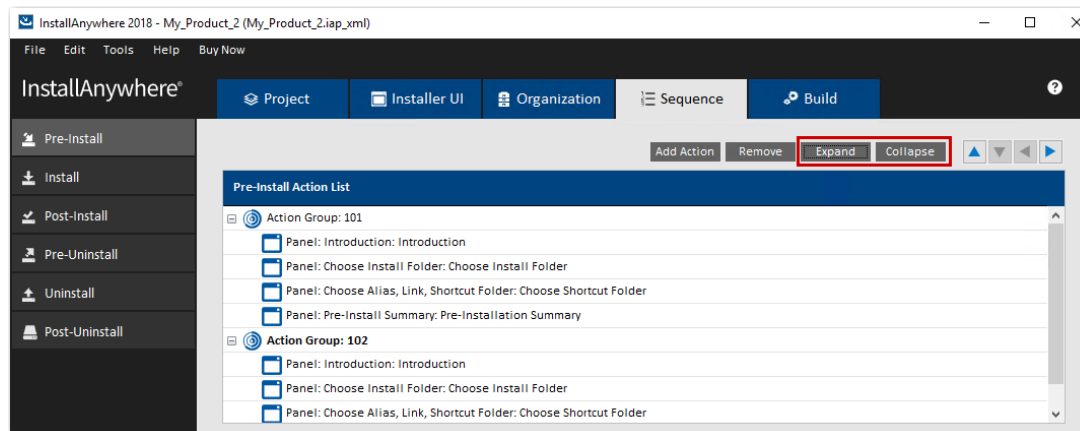 InstallAnywhere 2018 - My_Product_2 (My_Product_2.iap_xml)
File Edit Tools Help Buy Now
InstallAnywhere®
Project Installer UI Organization Sequence Build
Pre-Install
Add Action Remove Expand Collapse
Install
Pre-Install Action List
Post-Install
Action Group: 101
Panel: Introduction: Introduction
Pre-Uninstall
Panel: Choose Install Folder: Choose Install Folder
Uninstall
Panel: Choose Alias, Link, Shortcut Folder: Choose Shortcut Folder
Panel: Pre-Install Summary: Pre-Installation Summary
Post-Uninstall
Action Group: 102
Panel: Introduction: Introduction
Panel: Choose Install Folder: Choose Install Folder
Panel: Choose Alias, Link, Shortcut Folder: Choose Shortcut Folder